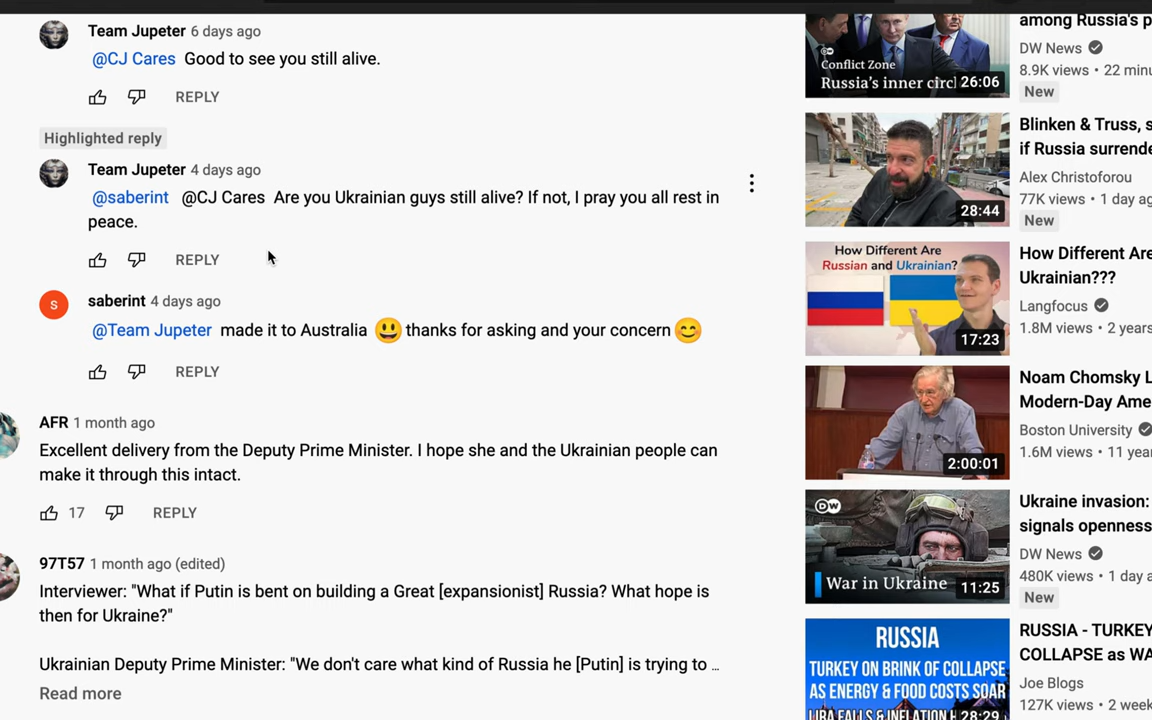 Team Jupeter 6 days ago
@CJ Cares Good to see you still alive.
REPLY
Highlighted reply
Team Jupeter 4 days ago
@saberint @CJ Cares Are you Ukrainian guys still alive? If not, I pray you all rest in
peace.
REPLY
S
saberint 4 days ago
@Team Jupeter made it to Australia 😃 thanks for asking and your concern 😊
REPLY
AFR 1 month ago
Excellent delivery from the Deputy Prime Minister. I hope she and the Ukrainian people can
make it through this intact.
17 REPLY
97T57 1 month ago (edited)
Interviewer: "What if Putin is bent on building a Great [expansionist] Russia? What hope is
then for Ukraine?"
Ukrainian Deputy Prime Minister: "We don't care what kind of Russia he [Putin] is trying to ...
Read more
Conflict Zone
Russia's inner circl 26:06
among Russia's p
DW News
8.9K views • 22 minu
New
28:44
Blinken & Truss, s
if Russia surrende
Alex Christoforou
77K views • 1 day ag
New
How Different Are
Russian and Ukrainian?
17:23
How Different Are
Ukrainian???
Langfocus
1.8M views • 2 years
2:00:01
Noam Chomsky L
Modern-Day Ame
Boston University
1.6M views • 11 year
DW
War in Ukraine 11:25
Ukraine invasion:
signals openness
DW News
480K views • 1 day a
New
RUSSIA
TURKEY ON BRINK OF COLLAPSE
AS ENERGY & FOOD COSTS SOAR
LIRA FALLS & INFLATION H 28:29
RUSSIA - TURKEY
COLLAPSE as WA
Joe Blogs
127K views • 2 week